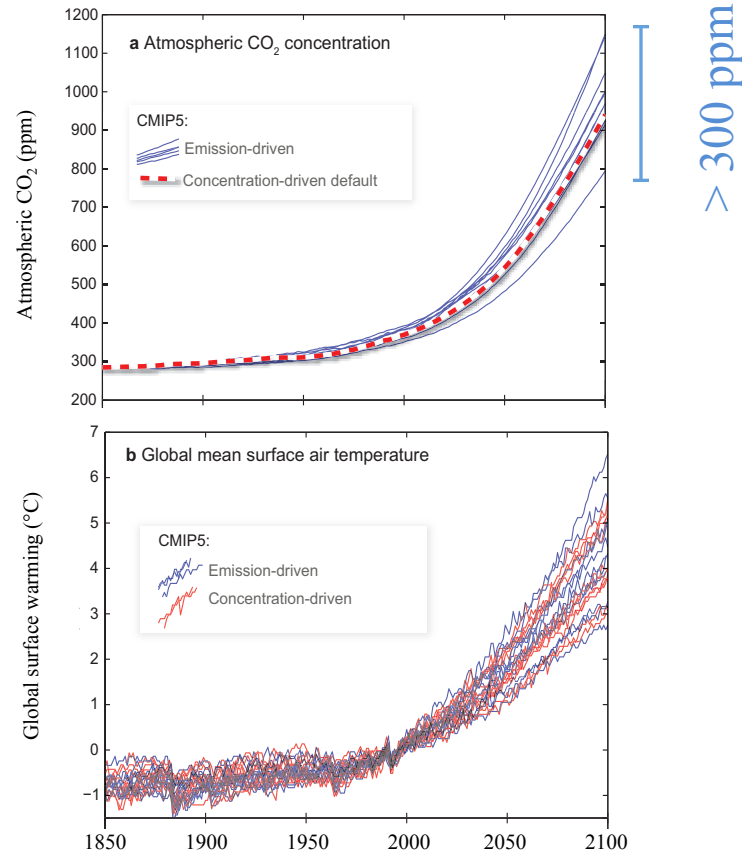 a Atmospheric CO₂ concentration
CMIP5:
Emission-driven
Concentration-driven default
Atmospheric CO₂ (ppm)
1200
1100
1000
900
800
700
600
500
400
300
200
> 300 ppm
b Global mean surface air temperature
CMIP5:
Emission-driven
Concentration-driven
Global surface warming (°C)
7
6
5
4
3
2
1
0
−1
1850 1900 1950 2000 2050 2100